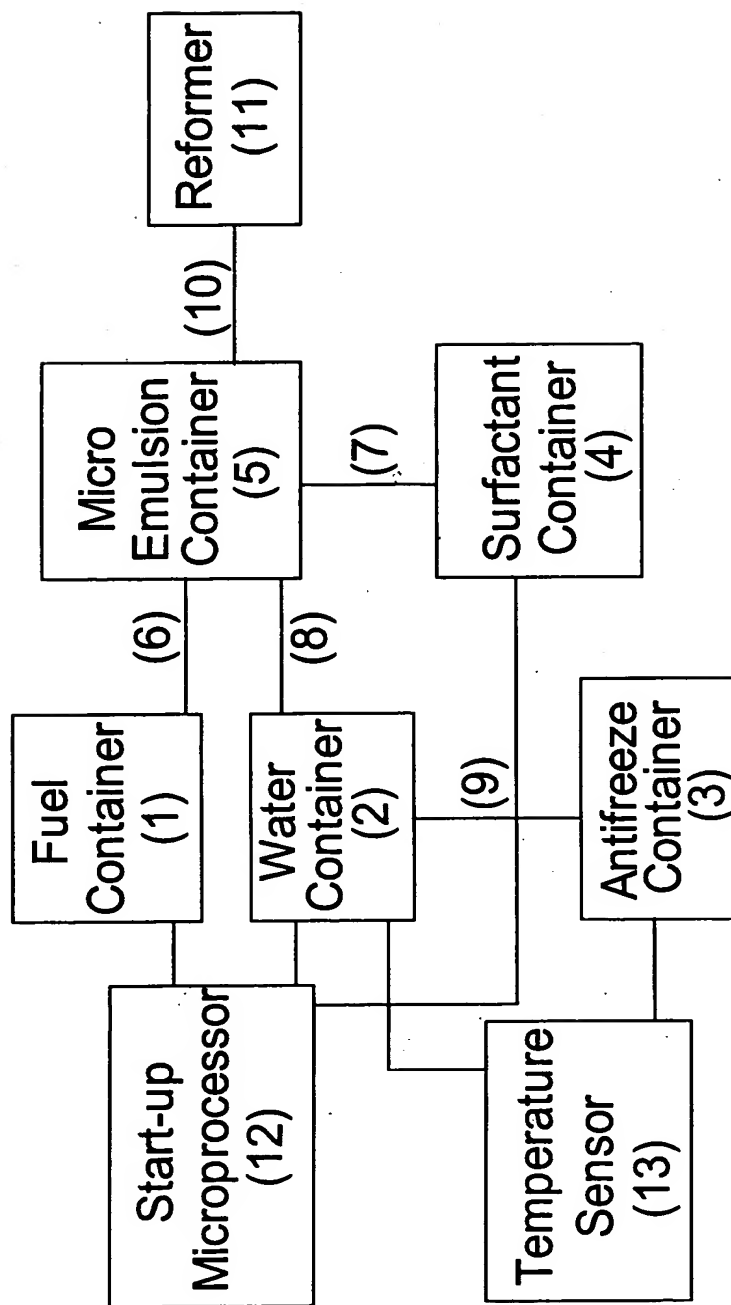 Start-up
Microprocessor
(12)
Fuel
Container
(1)
(6)
Micro
Emulsion
Container
(5)
(10)
Reformer
(11)
Water
Container
(2)
(8)
(7)
(9)
Temperature
Sensor
(13)
Antifreeze
Container
(3)
Surfactant
Container
(4)